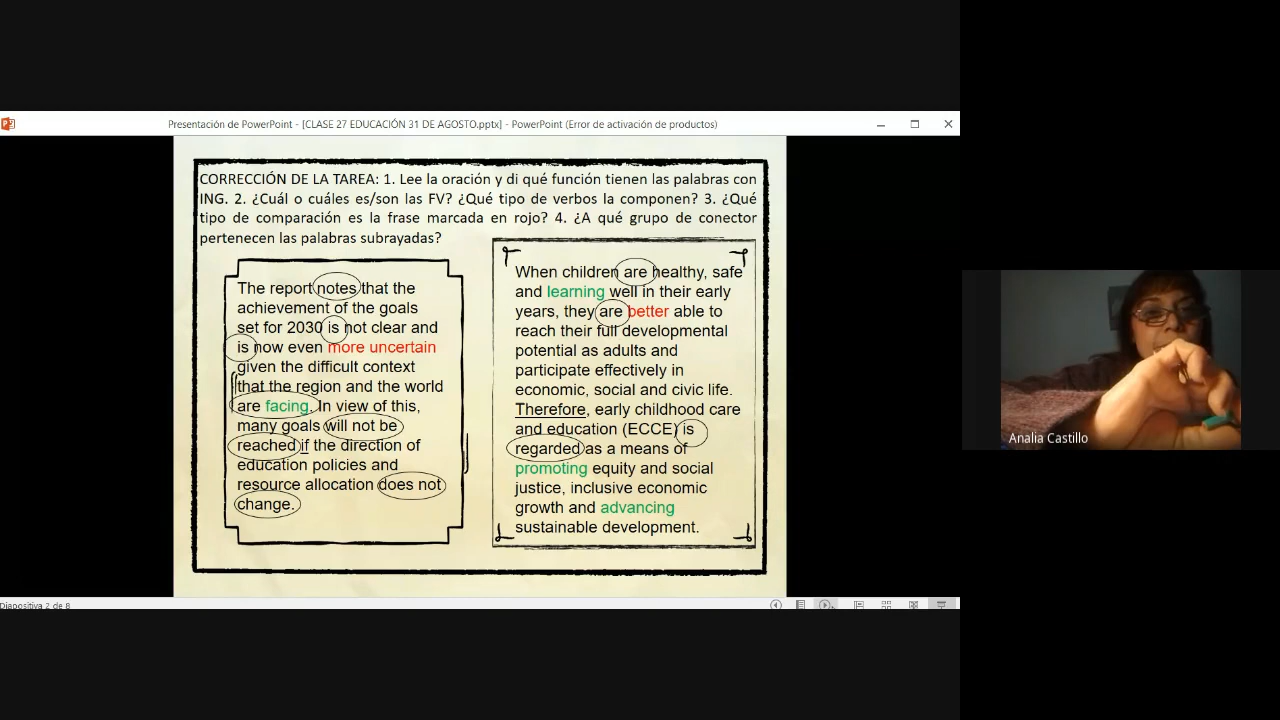 Presentación de PowerPoint - [CLASE 27 EDUCACIÓN 31 DE AGOSTO.pptx] - PowerPoint (Error de activación de productos)
CORRECCIÓN DE LA TAREA: 1. Lee la oración y di qué función tienen las palabras con
ING. 2. ¿Cuál o cuáles es/son las FV? ¿Qué tipo de verbos la componen? 3. ¿Qué
tipo de comparación es la frase marcada en rojo? 4. ¿A qué grupo de conector
pertenecen las palabras subrayadas?
The report notes that the
achievement of the goals
set for 2030 is not clear and
is now even more uncertain
given the difficult context
that the region and the world
are facing. In view of this,
many goals will not be
reached if the direction of
education policies and
resource allocation does not
change.
When children are healthy, safe
and learning well in their early
years, they are better able to
reach their full developmental
potential as adults and
participate effectively in
economic, social and civic life.
Therefore, early childhood care
and education (ECCE) is
regarded as a means of
promoting equity and social
justice, inclusive economic
growth and advancing
sustainable development.
Analia Castillo
Diapositiva 2 de 8